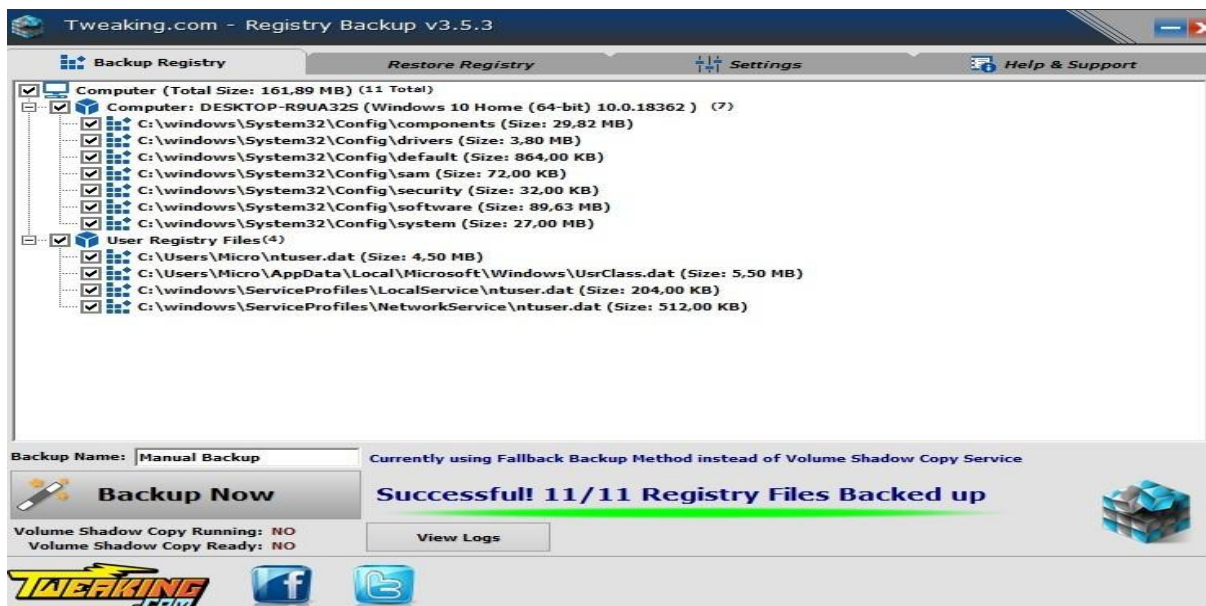 Tweaking.com - Registry Backup v3.5.3
Backup Registry
Restore Registry
Settings
Help & Support
Computer (Total Size: 161,89 MB) (11 Total)
Computer: DESKTOP-R9UA32S (Windows 10 Home (64-bit) 10.0.18362 ) (7)
C:\windows\System32\Config\components (Size: 29,82 MB)
C:\windows\System32\Config\drivers (Size: 3,80 MB)
C:\windows\System32\Config\default (Size: 864,00 KB)
C:\windows\System32\Config\sam (Size: 72,00 KB)
C:\windows\System32\Config\security (Size: 32,00 KB)
C:\windows\System32\Config\software (Size: 89,63 MB)
C:\windows\System32\Config\system (Size: 27,00 MB)
User Registry Files(4)
C:\Users\Micro\ntuser.dat (Size: 4,50 MB)
C:\Users\Micro\AppData\Local\Microsoft\Windows\UsrClass.dat (Size: 5,50 MB)
C:\windows\ServiceProfiles\LocalService\ntuser.dat (Size: 204,00 KB)
C:\windows\ServiceProfiles\NetworkService\ntuser.dat (Size: 512,00 KB)
Backup Name: Manual Backup
Currently using Fallback Backup Method instead of Volume Shadow Copy Service
Backup Now
Successful! 11/11 Registry Files Backed up
Volume Shadow Copy Running: NO
Volume Shadow Copy Ready: NO
View Logs
TWEAKING
.COM